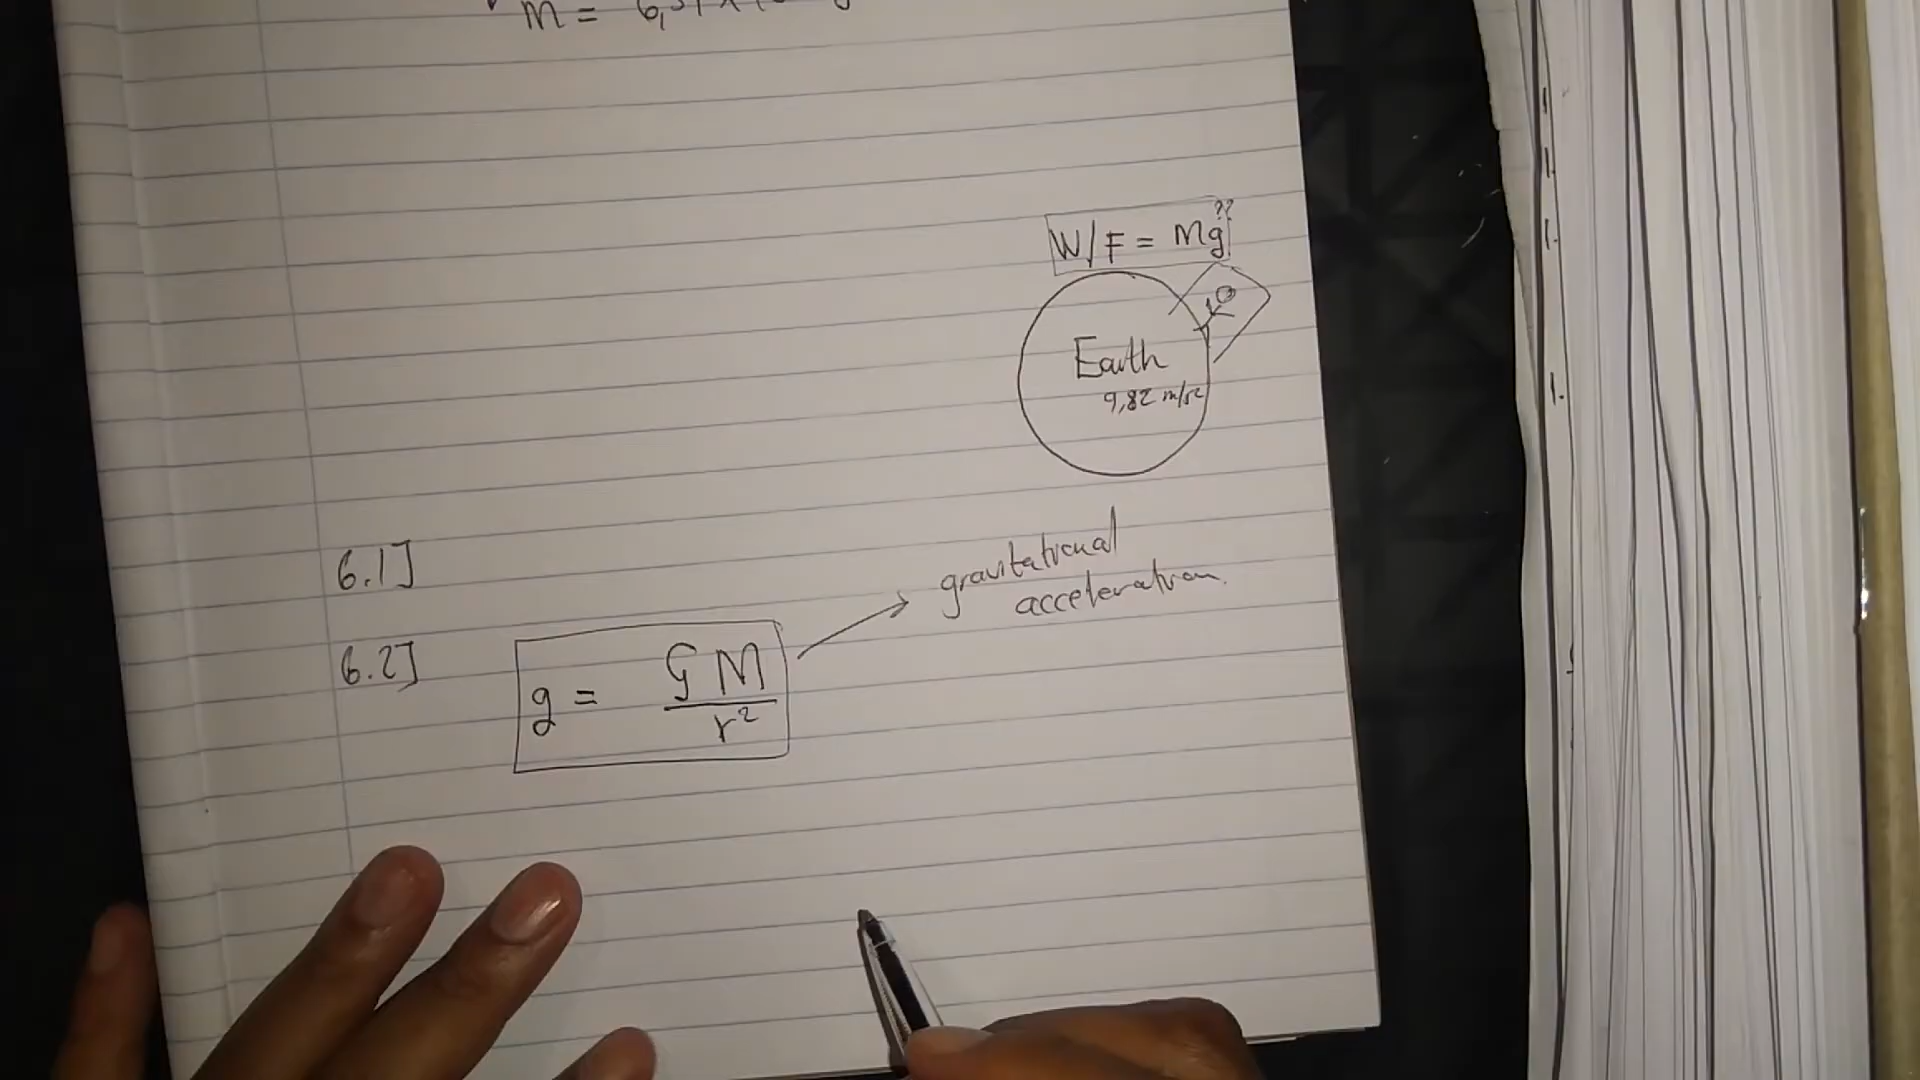 m =
W/F = Mg
??
Earth
9,82 m/s2
6.1]
gravitational
acceleration.
6.2]
g = GM
r²